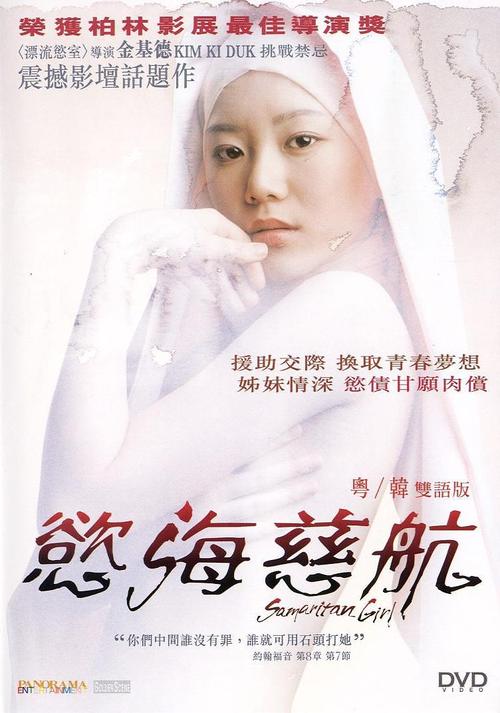 榮獲柏林影展最佳導演獎
〈漂流慾室〉導演金基德KIM KI DUK 挑戰禁忌
震撼影壇話題作
援助交際 換取青春夢想
姊妹情深 慾債甘願肉償
粵/韓 雙語版
慾海慈航
Samaritan Girl
“你們中間誰沒有罪，誰就可用石頭打她”
約翰福音 第8章 第7節
PANORAMA
ENTERTAINMENT
DVD
VIDEO